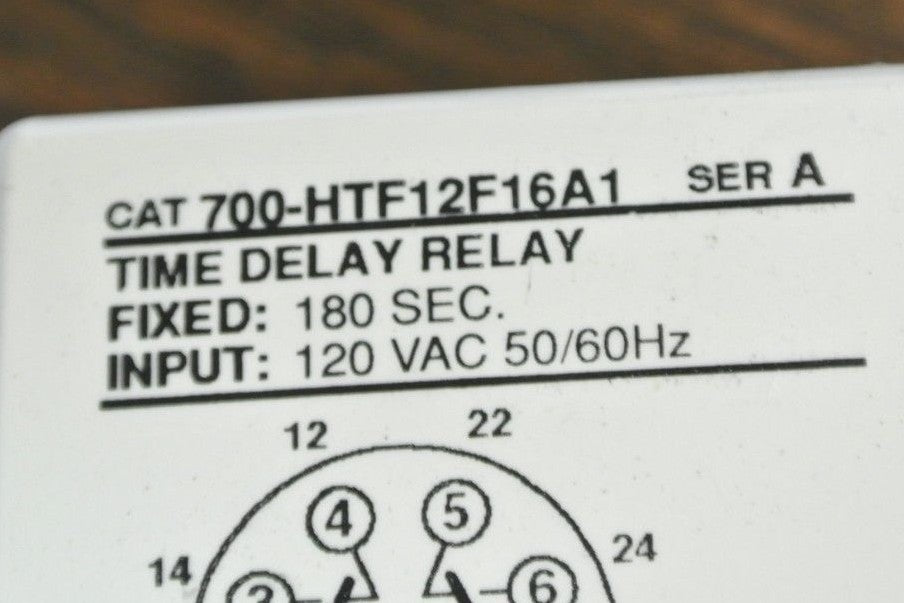 CAT 700-HTF12F16A1 SER A
TIME DELAY RELAY
FIXED: 180 SEC.
INPUT: 120 VAC 50/60Hz
12 22
4 5
14 24
3 6